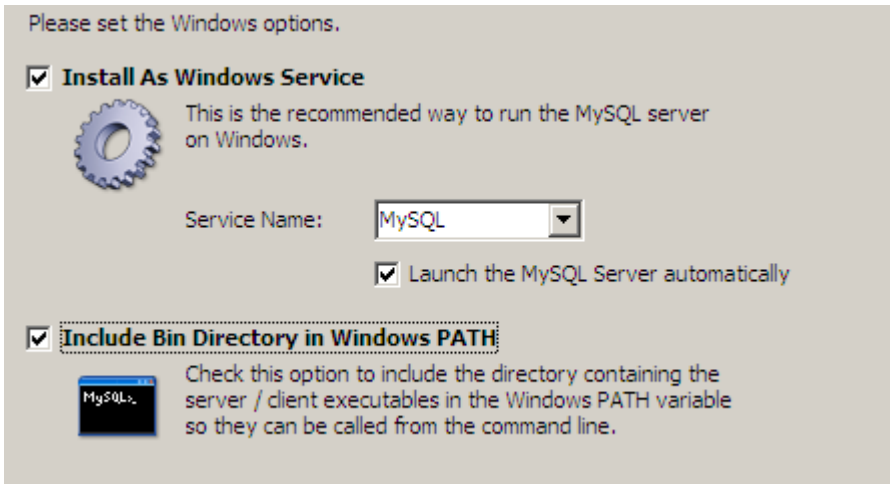 Please set the Windows options.
Install As Windows Service
This is the recommended way to run the MySQL server
on Windows.
Service Name: MySQL
Launch the MySQL Server automatically
Include Bin Directory in Windows PATH
Check this option to include the directory containing the
MySQL>_
server / client executables in the Windows PATH variable
so they can be called from the command line.